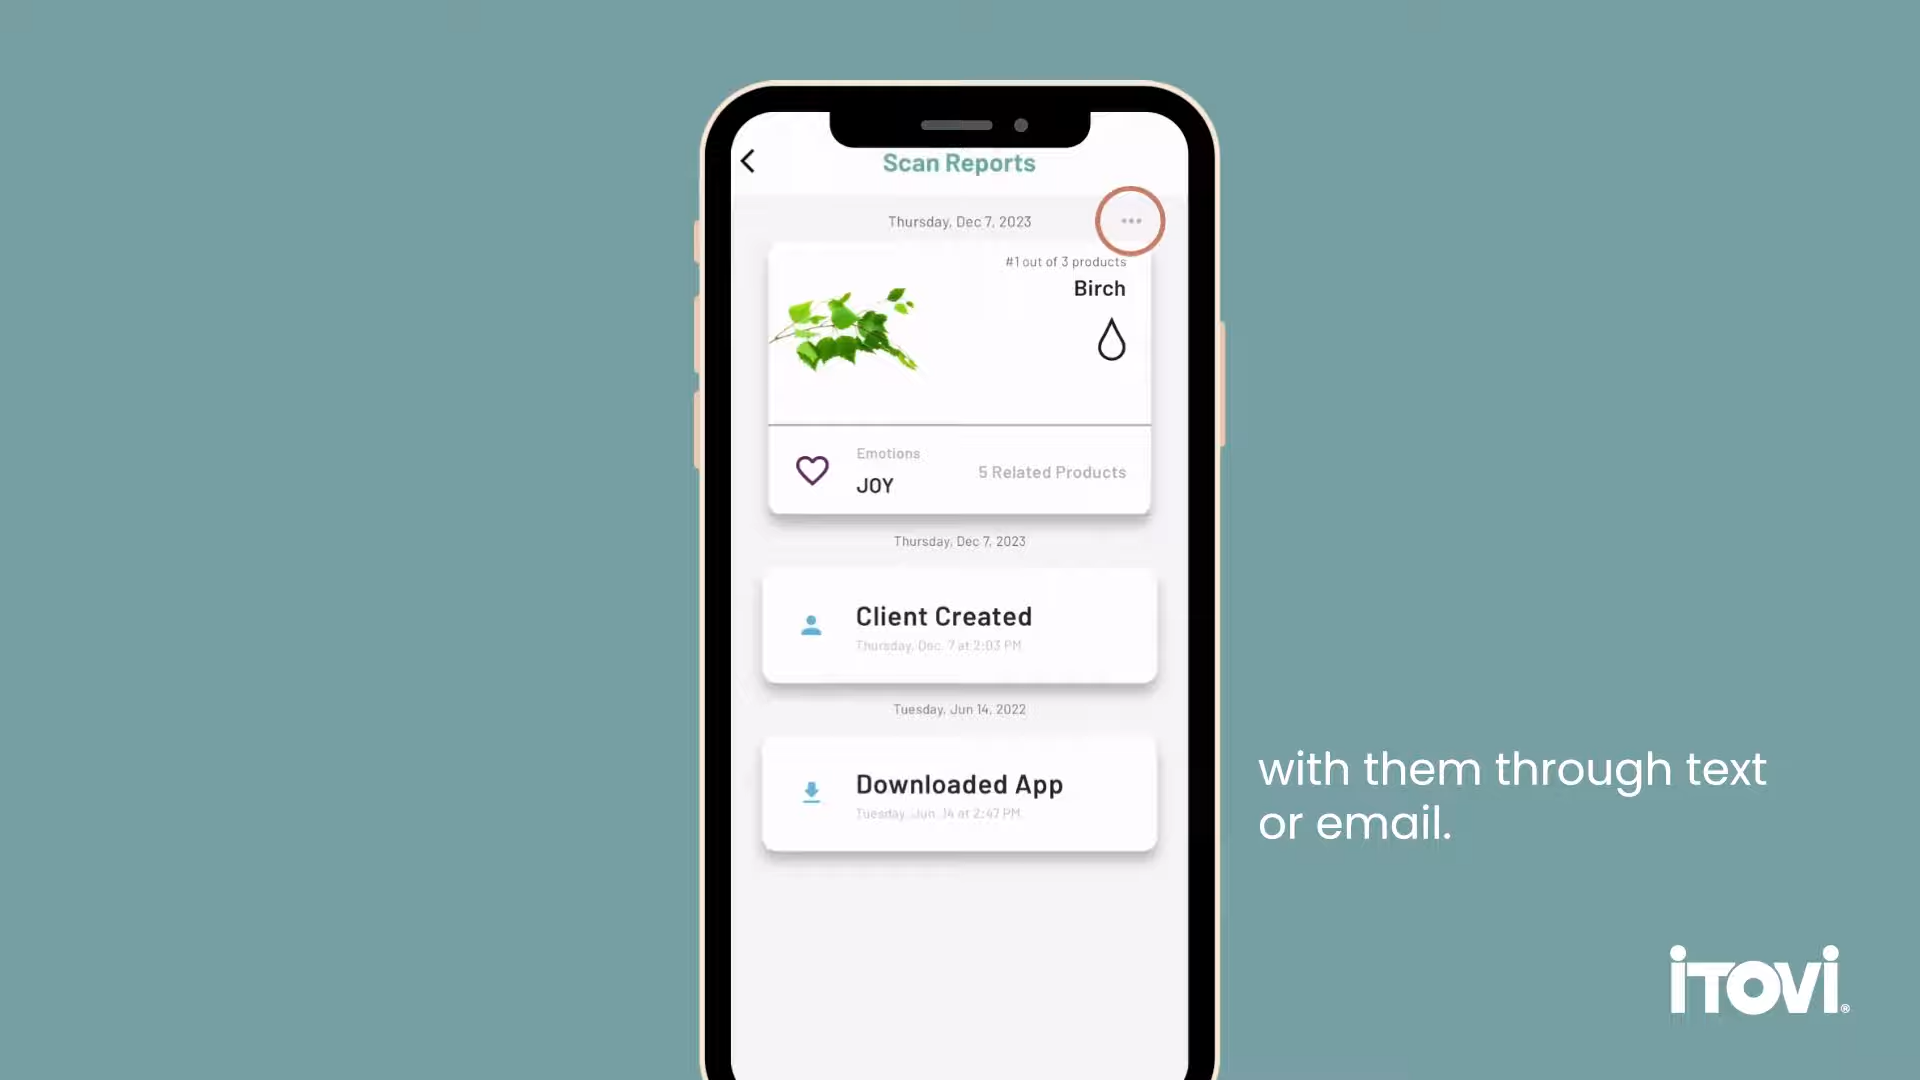 Scan Reports
Thursday, Dec 7, 2023
#1 out of 3 products
Birch
Emotions
JOY
5 Related Products
Thursday, Dec 7, 2023
Client Created
Thursday, Dec. 7 at 2:03 PM
Tuesday, Jun 14, 2022
Downloaded App
Tuesday, Jun. 14 at 2:47 PM
with them through text
or email.
iTOVi®